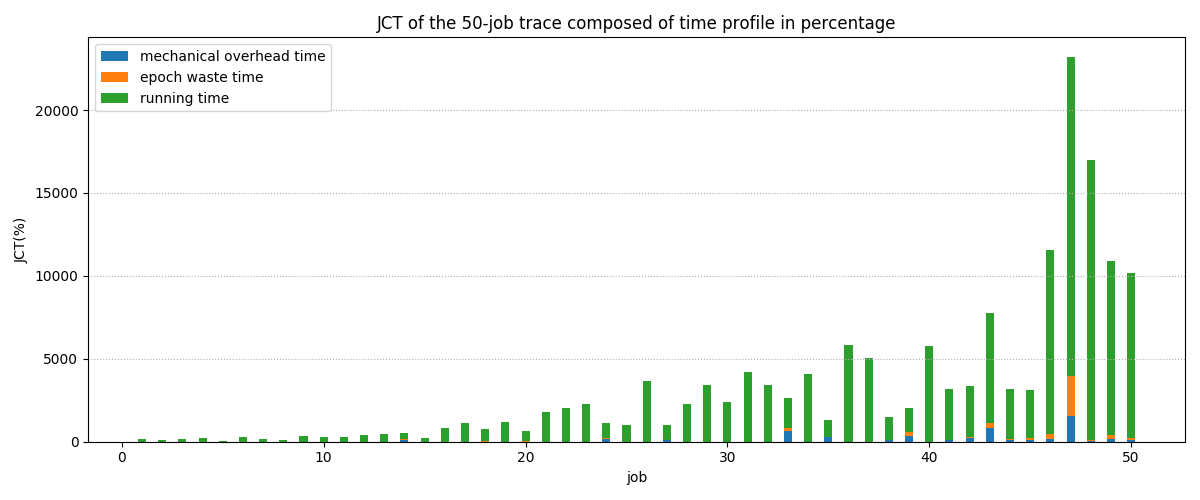 JCT of the 50-job trace composed of time profile in percentage
mechanical overhead time
epoch waste time
running time
20000
15000
10000
5000
0
JCT(%)
0 10 20 30 40 50
job